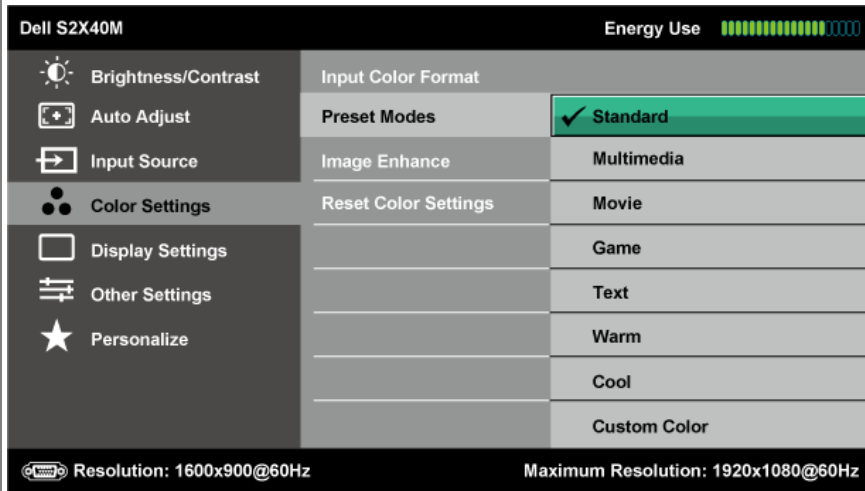 Dell S2X40M
Energy Use
Brightness/Contrast
Auto Adjust
Input Source
Color Settings
Display Settings
Other Settings
Personalize
Input Color Format
Preset Modes
Image Enhance
Reset Color Settings
Standard
Multimedia
Movie
Game
Text
Warm
Cool
Custom Color
Resolution: 1600x900@60Hz
Maximum Resolution: 1920x1080@60Hz